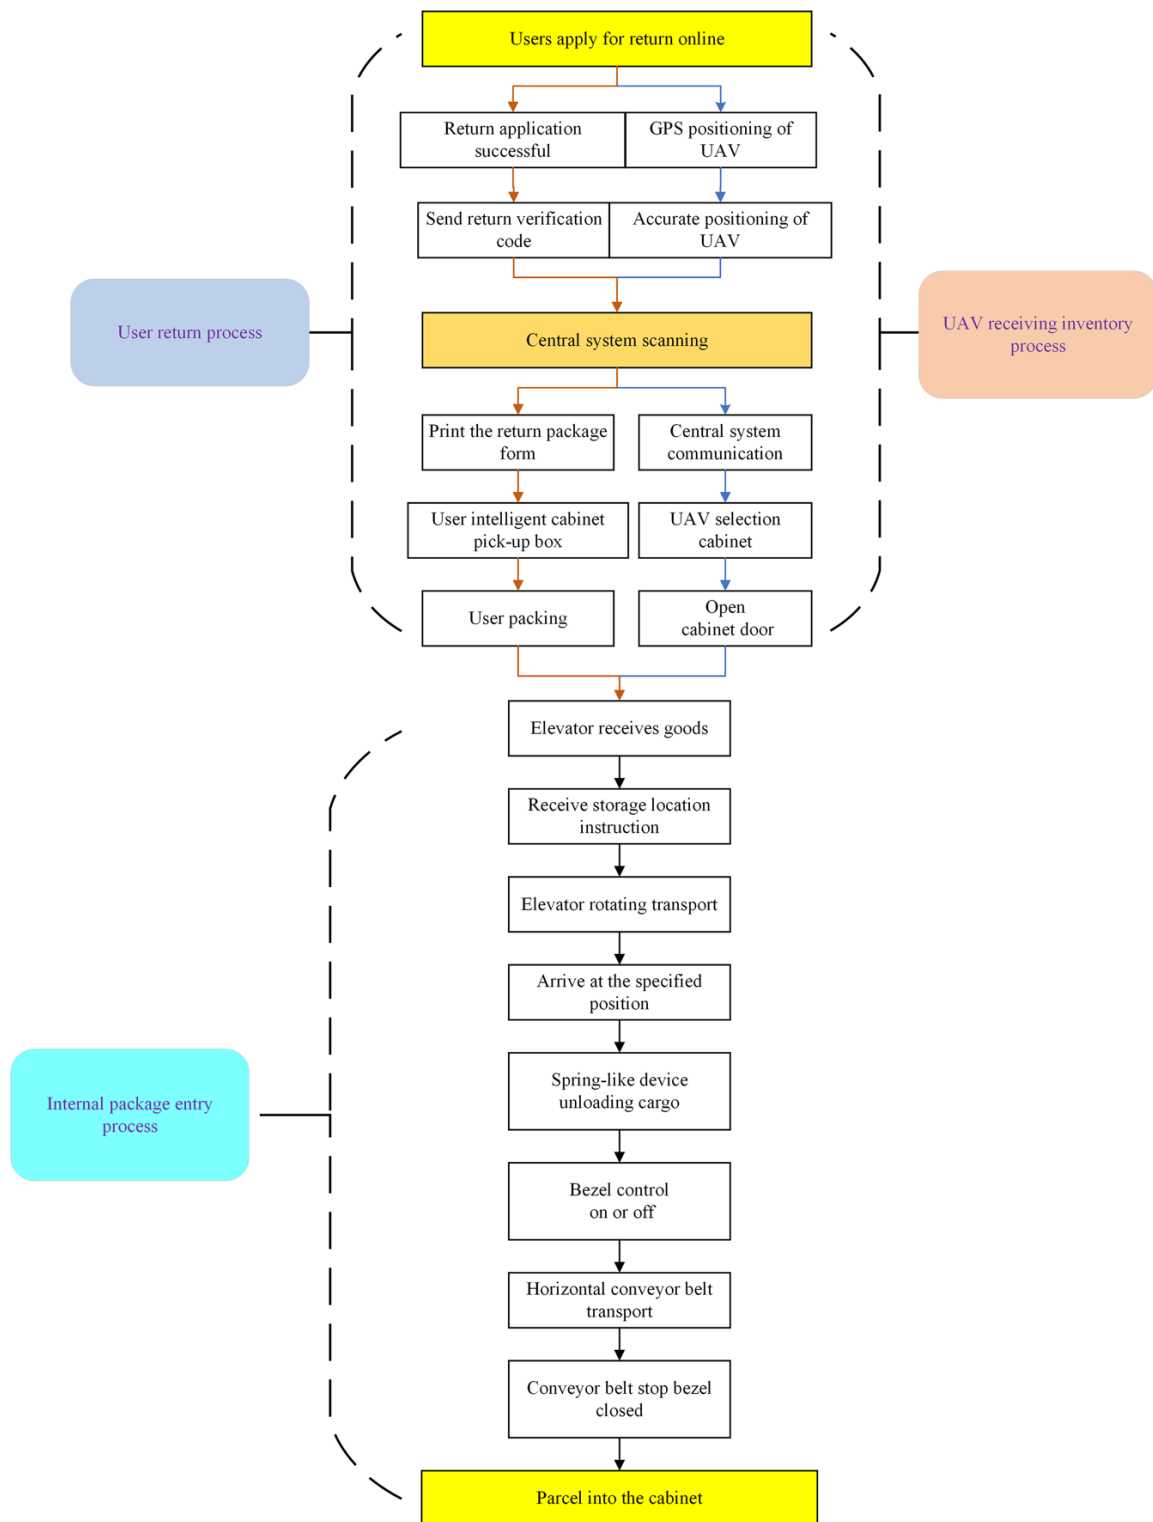 Users apply for return online
Return application
successful
GPS positioning of
UAV
Send return verification
code
Accurate positioning of
UAV
User return process
Central system scanning
UAV receiving inventory
process
Print the return package
form
Central system
communication
User intelligent cabinet
pick-up box
UAV selection
cabinet
User packing
Open
cabinet door
Elevator receives goods
Receive storage location
instruction
Elevator rotating transport
Arrive at the specified
position
Spring-like device
unloading cargo
Internal package entry
process
Bezel control
on or off
Horizontal conveyor belt
transport
Conveyor belt stop bezel
closed
Parcel into the cabinet